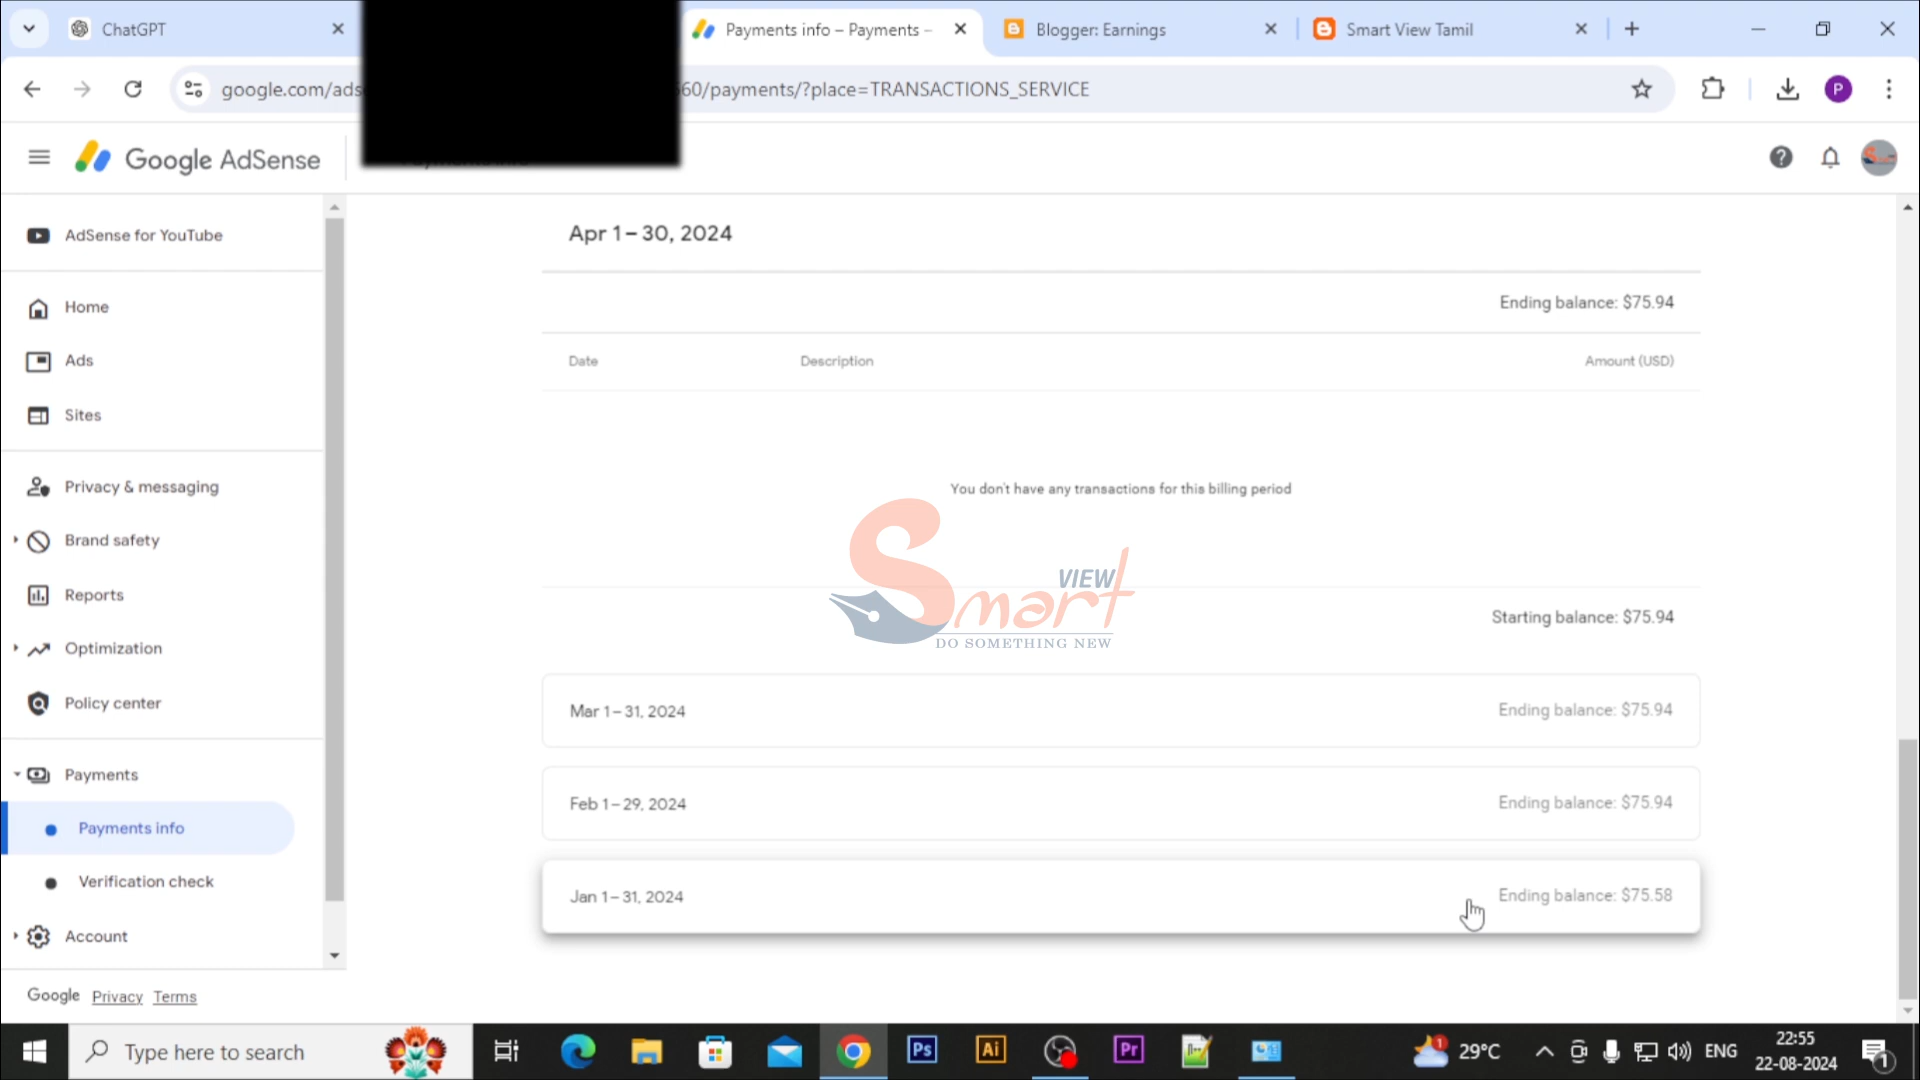 ChatGPT
Payments info – Payments –
Blogger: Earnings
Smart View Tamil
google.com/ads
60/payments/?place=TRANSACTIONS_SERVICE
P
Google AdSense
AdSense for YouTube
Home
Ads
Sites
Privacy & messaging
Brand safety
Reports
Optimization
Policy center
Payments
Payments info
Verification check
Account
Google Privacy Terms
Apr 1 – 30, 2024
Ending balance: $75.94
Date Description Amount (USD)
You don't have any transactions for this billing period
Smart VIEW
DO SOMETHING NEW
Starting balance: $75.94
Mar 1 – 31, 2024 Ending balance: $75.94
Feb 1 – 29, 2024 Ending balance: $75.94
Jan 1 – 31, 2024 Ending balance: $75.58
Type here to search
Ps
Ai
Pr
1
29°C
ENG
22:55
22-08-2024
1